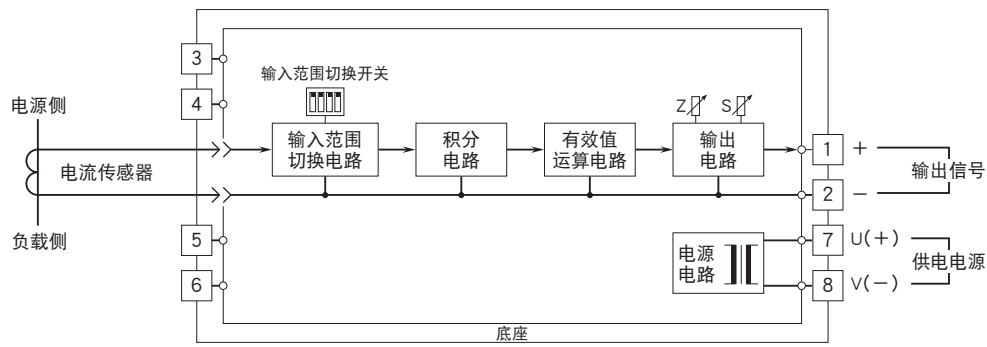 3
4
输入范围切换开关
电源侧
Z
S
输入范围
切换电路
积分
电路
有效值
运算电路
输出
电路
1
+
电流传感器
输出信号
2
−
负载侧
5
7
U(+)
电源
电路
供电电源
6
8
V(−)
底座